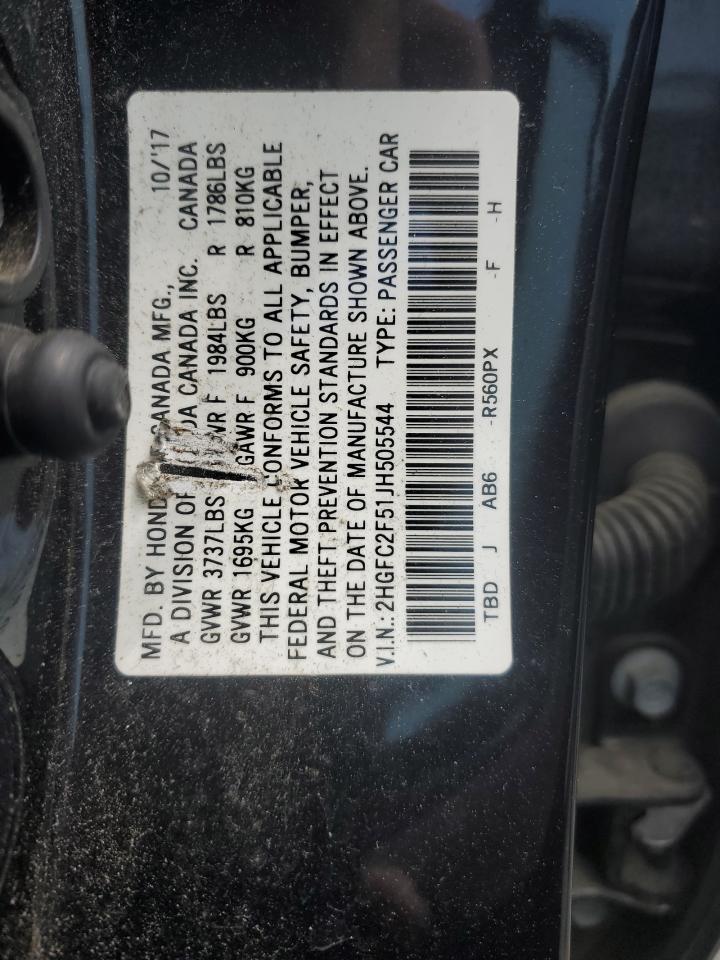 MFD. BY HOND CANADA MFG., 10/'17
A DIVISION OF DA CANADA INC. CANADA
GVWR 3737LBS WR F 1984LBS R 1786LBS
GVWR 1695KG GAWR F 900KG R 810KG
THIS VEHICLE CONFORMS TO ALL APPLICABLE
FEDERAL MOTOR VEHICLE SAFETY, BUMPER,
AND THEFT PREVENTION STANDARDS IN EFFECT
ON THE DATE OF MANUFACTURE SHOWN ABOVE.
V.I.N.: 2HGFC2F51JH505544 TYPE: PASSENGER CAR
TBD J AB6 -R560PX -F -H